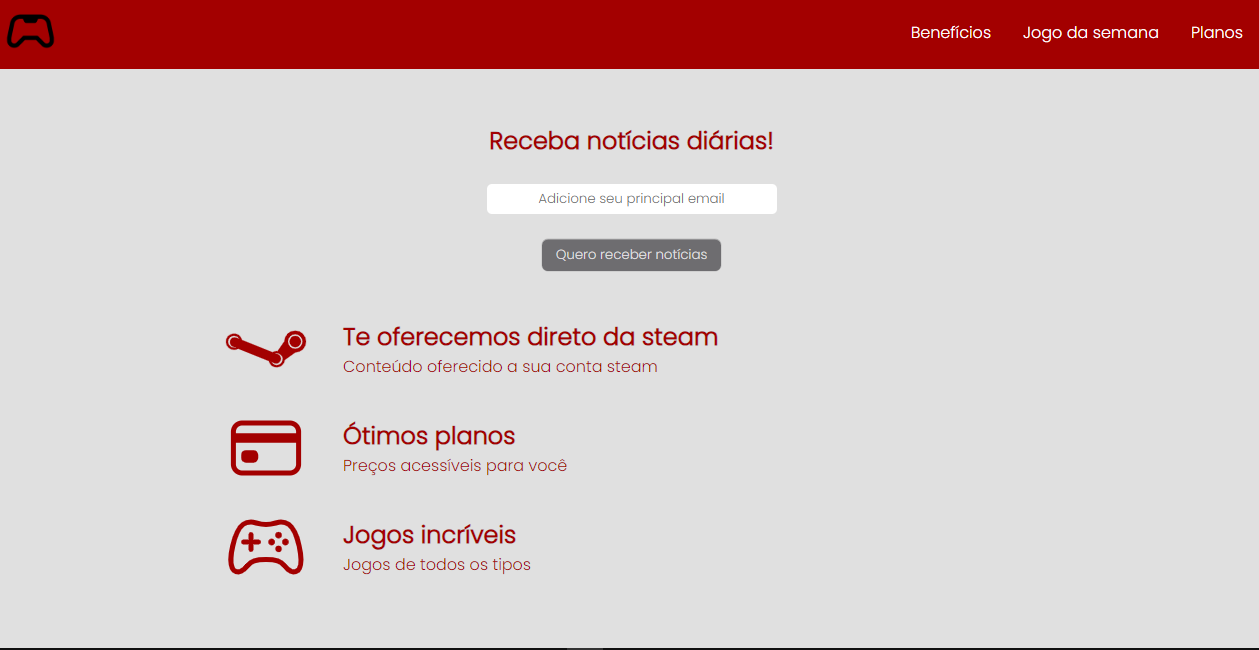 Benefícios
Jogo da semana
Planos
Receba notícias diárias!
Adicione seu principal email
Quero receber notícias
Te oferecemos direto da steam
Conteúdo oferecido a sua conta steam
Ótimos planos
Preços acessíveis para você
Jogos incríveis
Jogos de todos os tipos